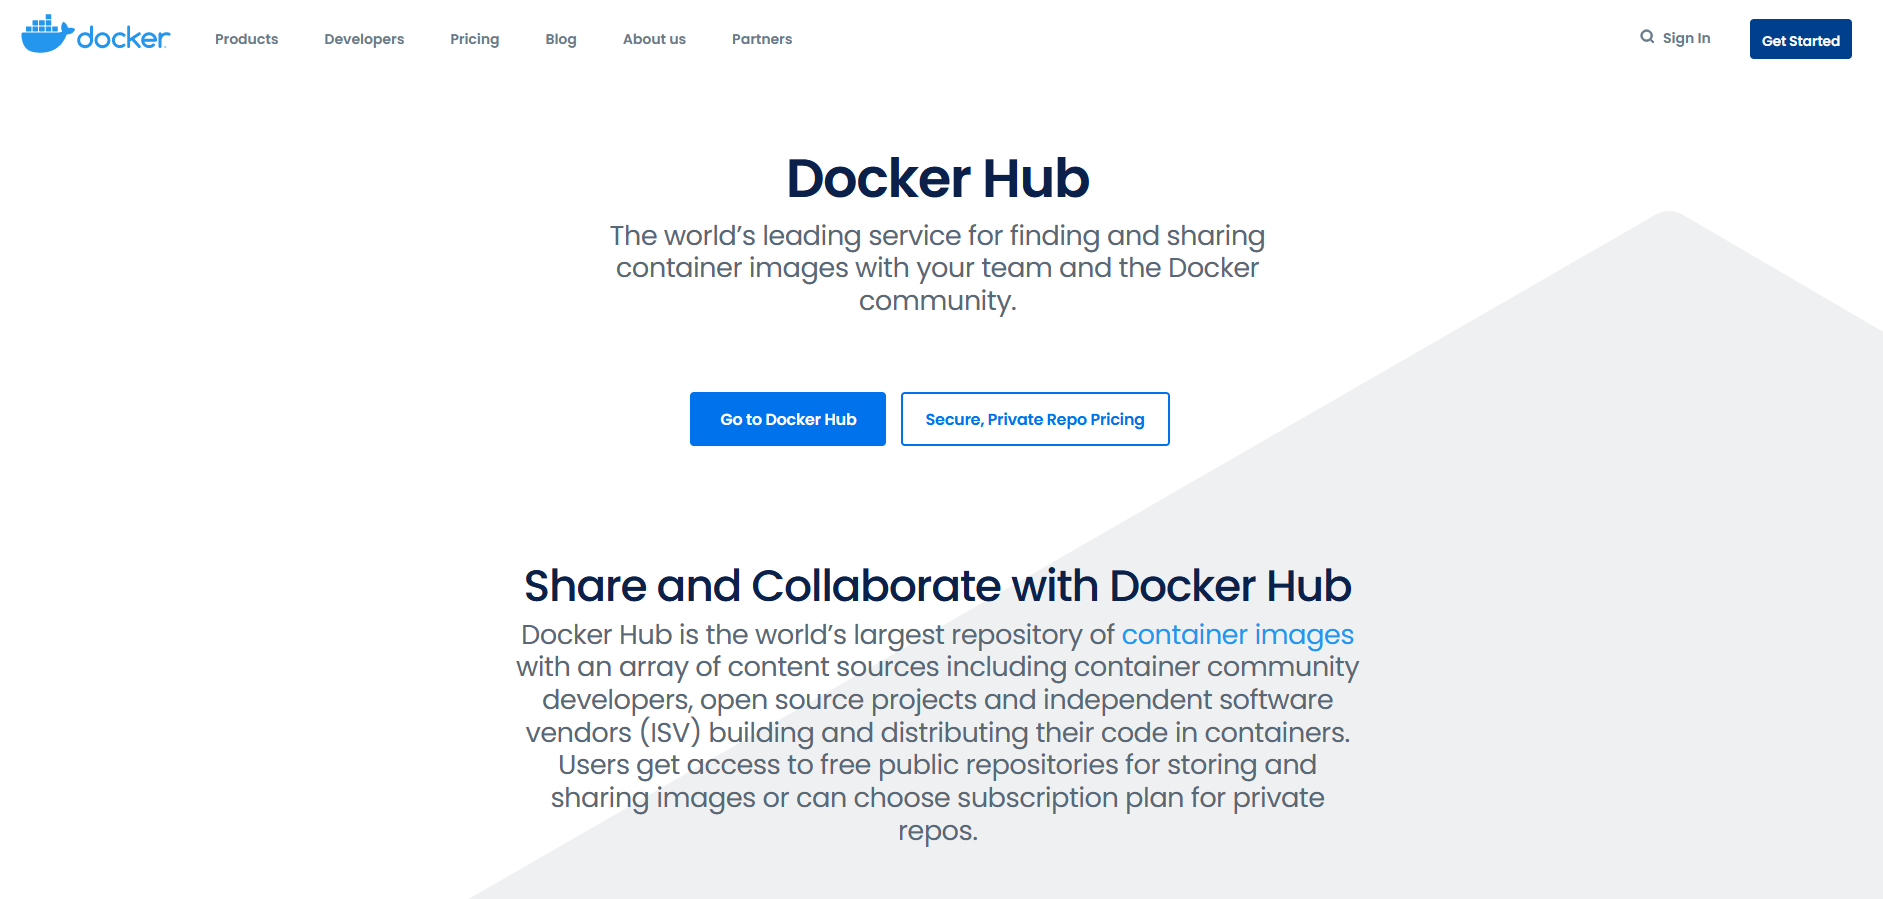 docker
Products Developers Pricing Blog About us Partners Sign In Get Started
Docker Hub
The world’s leading service for finding and sharing
container images with your team and the Docker
community.
Go to Docker Hub Secure, Private Repo Pricing
Share and Collaborate with Docker Hub
Docker Hub is the world’s largest repository of container images
with an array of content sources including container community
developers, open source projects and independent software
vendors (ISV) building and distributing their code in containers.
Users get access to free public repositories for storing and
sharing images or can choose subscription plan for private
repos.